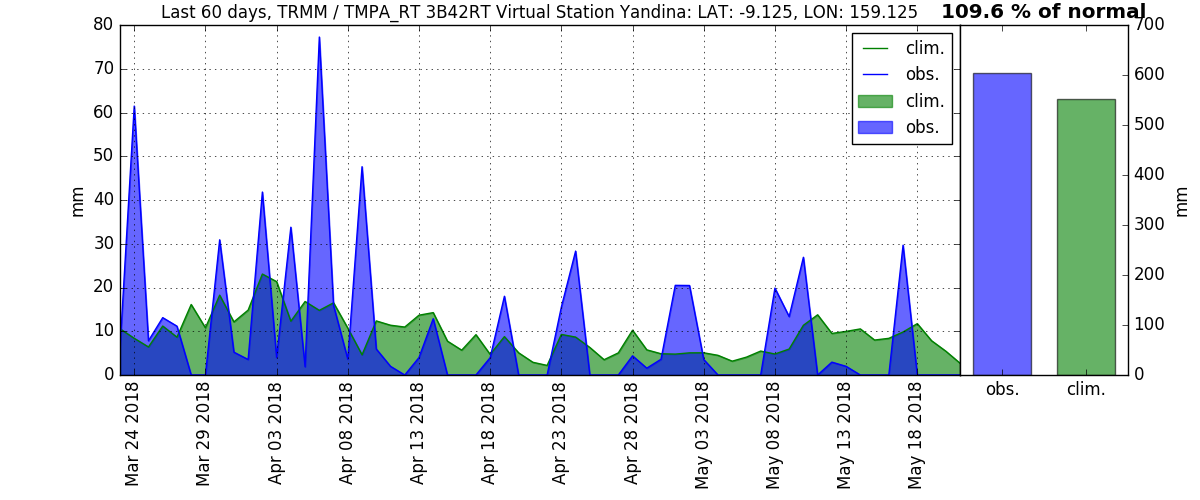 Last 60 days, TRMM / TMPA_RT 3B42RT Virtual Station Yandina: LAT: -9.125, LON: 159.125
109.6 % of normal
80
70
60
50
40
30
20
10
0
mm
clim.
obs.
clim.
obs.
700
600
500
400
300
200
100
0
mm
obs.
clim.
Mar 24 2018
Mar 29 2018
Apr 03 2018
Apr 08 2018
Apr 13 2018
Apr 18 2018
Apr 23 2018
Apr 28 2018
May 03 2018
May 08 2018
May 13 2018
May 18 2018